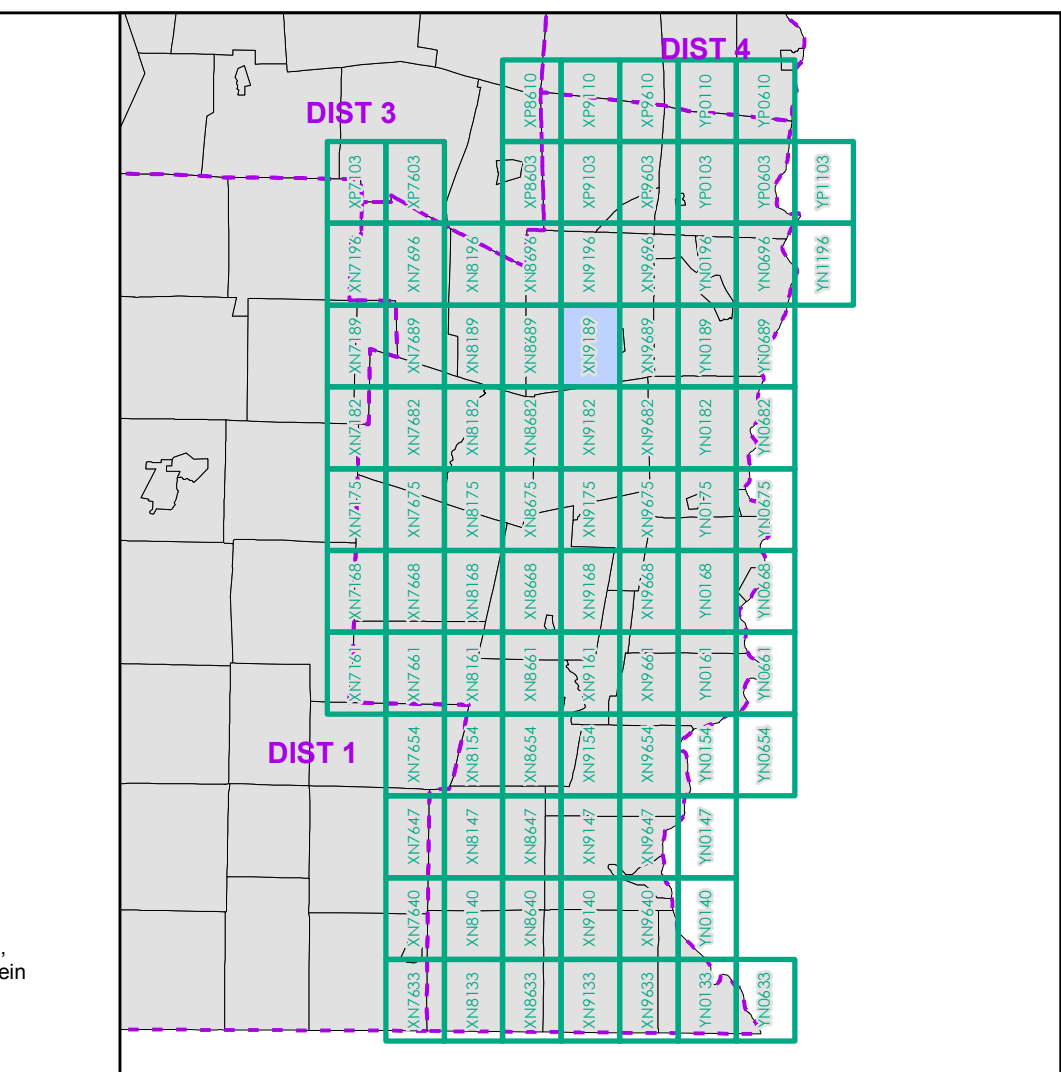 DIST 4
XP8610 XP9110 XP9610 YP0110 YP0610
DIST 3
XP7103 XP7603 XP8603 XP9103 XP9603 YP0103 YP0603 YP1103
XN7196 XN7696 XN8196 XN8696 XN9196 XN9696 YN0196 YN0696 YN1196
XN7189 XN7689 XN8189 XN8689 XN9189 XN9689 YN0189 YN0689
XN7182 XN7682 XN8182 XN8682 XN9182 XN9682 YN0182 YN0682
XN7175 XN7675 XN8175 XN8675 XN9175 XN9675 YN0175 YN0675
XN7168 XN7668 XN8168 XN8668 XN9168 XN9668 YN0168 YN0668
XN7161 XN7661 XN8161 XN8661 XN9161 XN9661 YN0161 YN0661
DIST 1
XN7654 XN8154 XN8654 XN9154 XN9654 YN0154 YN0654
XN7647 XN8147 XN8647 XN9147 XN9647 YN0147
XN7640 XN8140 XN8640 XN9140 XN9640 YN0140
,
ein
XN7633 XN8133 XN8633 XN9133 XN9633 YN0133 YN0633